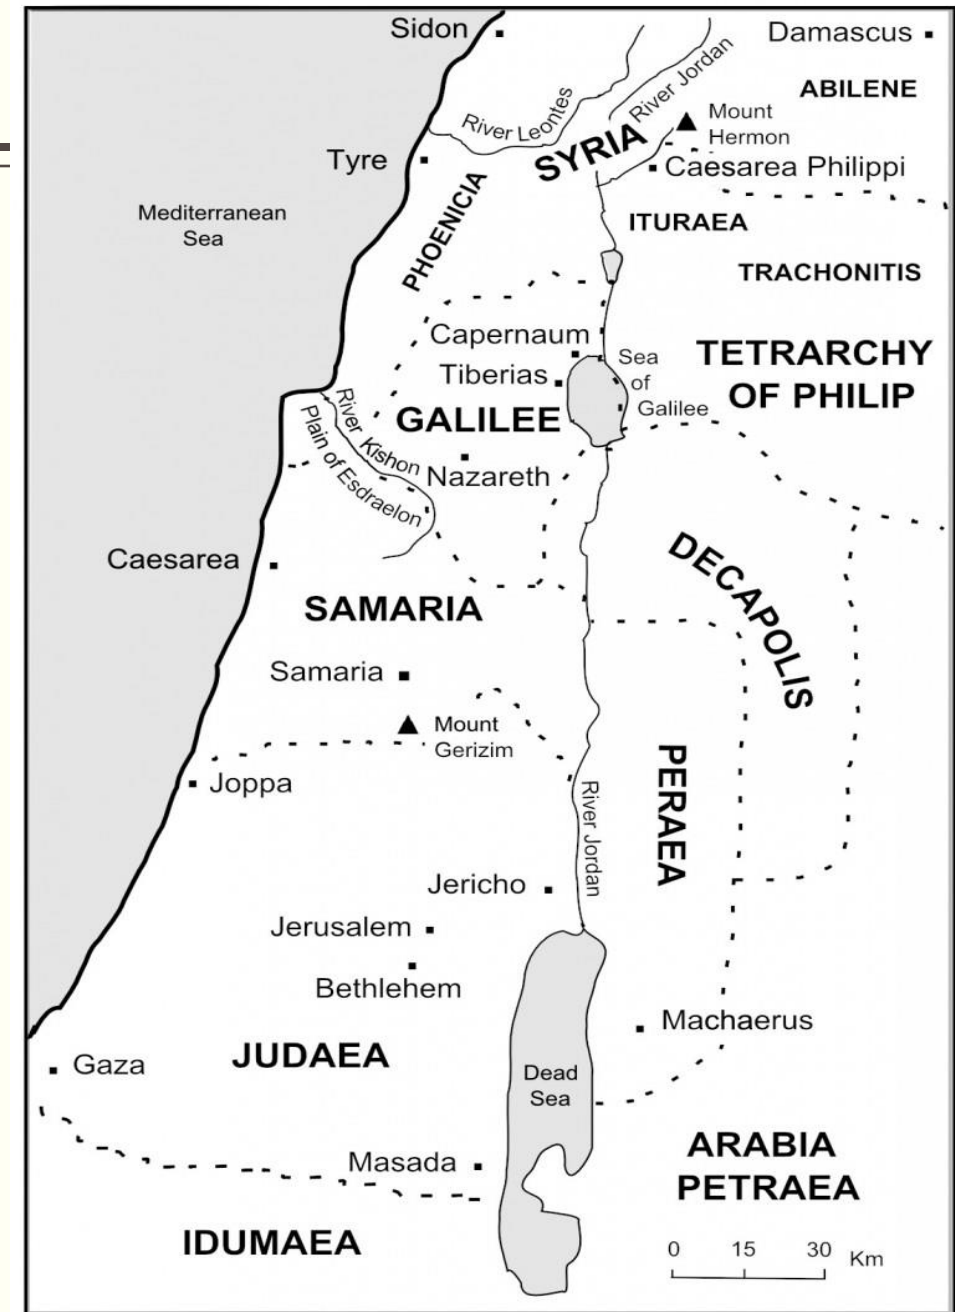 Sidon
Damascus
ABILENE
River Jordan
River Leontes
Mount
Hermon
SYRIA
Tyre
Caesarea Philippi
Mediterranean
Sea
PHOENICIA
ITURAEA
TRACHONITIS
Capernaum
Sea
of
Galilee
TETRARCHY
OF PHILIP
Tiberias
GALILEE
River Kishon
Plain of Esdraelon
Nazareth
Caesarea
DECAPOLIS
SAMARIA
Samaria
Mount
Gerizim
PERAEA
Joppa
River Jordan
Jericho
Jerusalem
Bethlehem
Machaerus
JUDAEA
Gaza
Dead
Sea
ARABIA
PETRAEA
Masada
IDUMAEA
0 15 30 Km